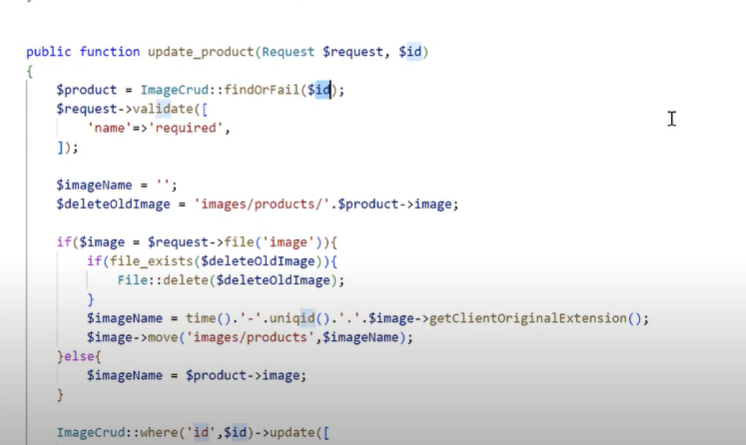 public function update_product(Request $request, $id)
{
$product = ImageCrud::findOrFail($id);
$request->validate([
'name'=>'required',
]);
$imageName = '';
$deleteOldImage = 'images/products/'.$product->image;
if($image = $request->file('image')){
if(file_exists($deleteOldImage)){
File::delete($deleteOldImage);
}
$imageName = time().'-'.uniqid().'.'.$image->getClientOriginalExtension();
$image->move('images/products',$imageName);
}else{
$imageName = $product->image;
}
ImageCrud::where('id',$id)->update([